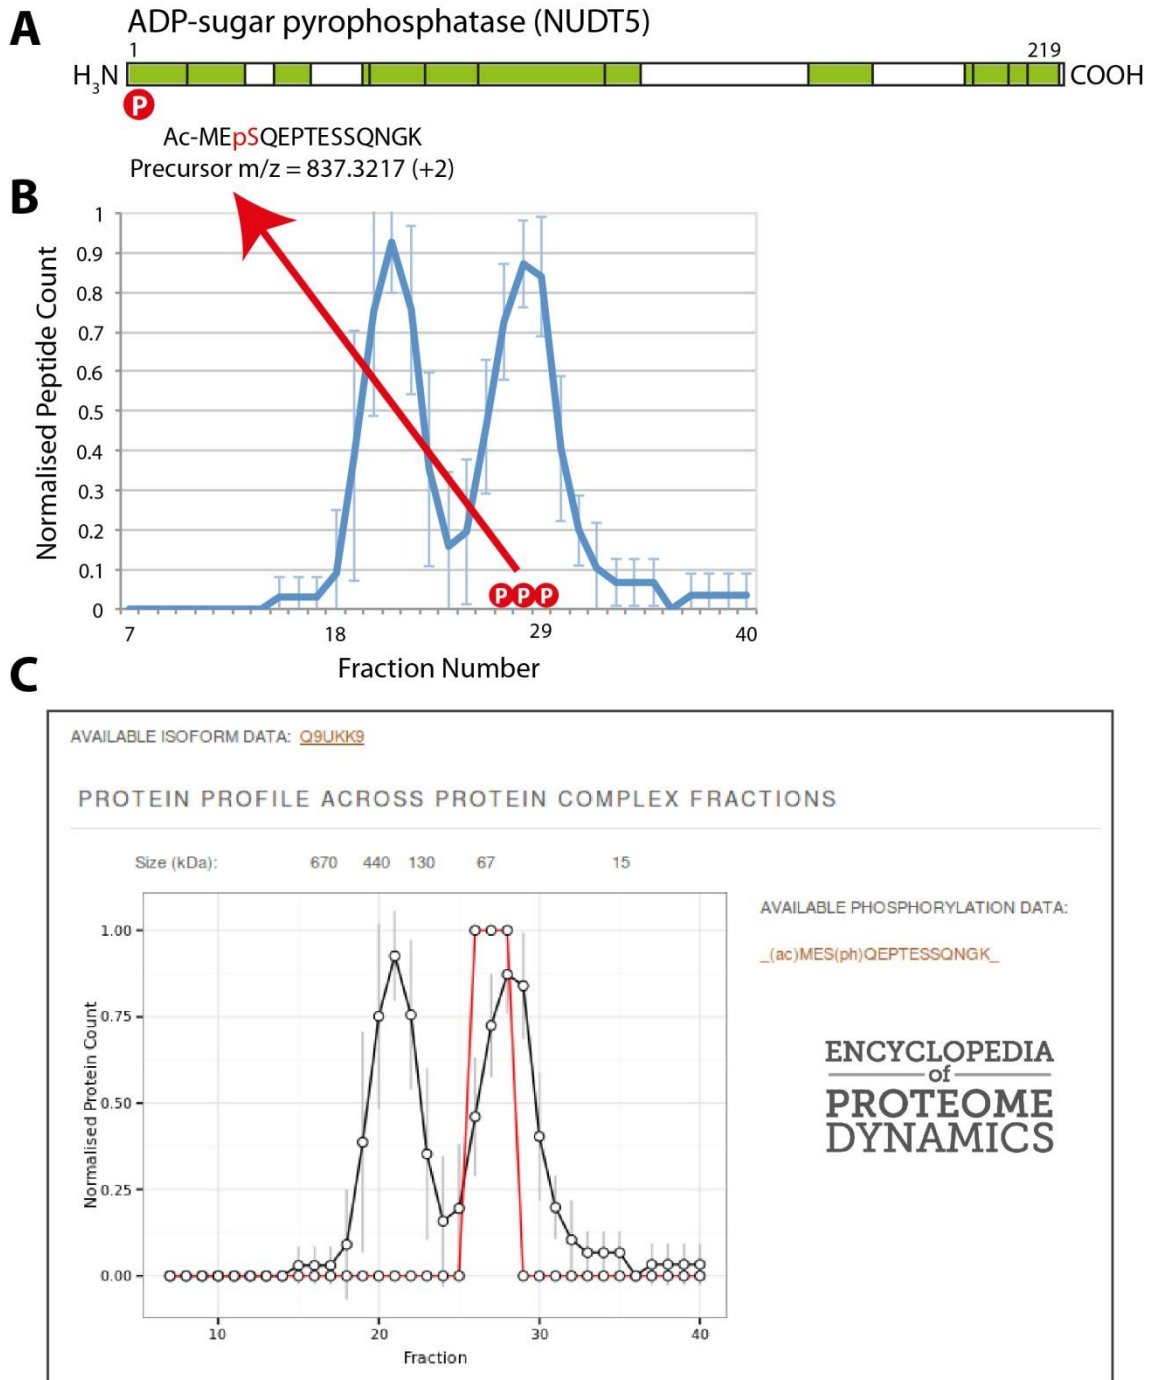 A
ADP-sugar pyrophosphatase (NUDT5)
1
219
H₃N
COOH
P
Ac-MEpSQEPTESSQNGK
Precursor m/z = 837.3217 (+2)
B
Normalised Peptide Count
1
0.9
0.8
0.7
0.6
0.5
0.4
0.3
0.2
0.1
0
P P P
7 18 29 40
Fraction Number
C
AVAILABLE ISOFORM DATA: Q9UKK9
PROTEIN PROFILE ACROSS PROTEIN COMPLEX FRACTIONS
Size (kDa): 670 440 130 67 15
AVAILABLE PHOSPHORYLATION DATA:
_(ac)MES(ph)QEPTESSQNGK_
Normalised Protein Count
1.00
0.75
0.50
0.25
0.00
10 20 30 40
Fraction
ENCYCLOPEDIA
of
PROTEOME
DYNAMICS